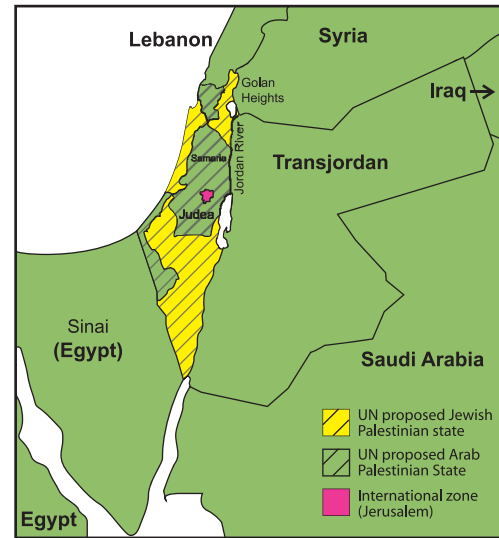 Lebanon
Syria
Golan
Heights
Iraq
Samaria
Jordan River
Transjordan
Judea
Sinai
(Egypt)
Saudi Arabia
UN proposed Jewish
Palestinian state
UN proposed Arab
Palestinian State
International zone
(Jerusalem)
Egypt